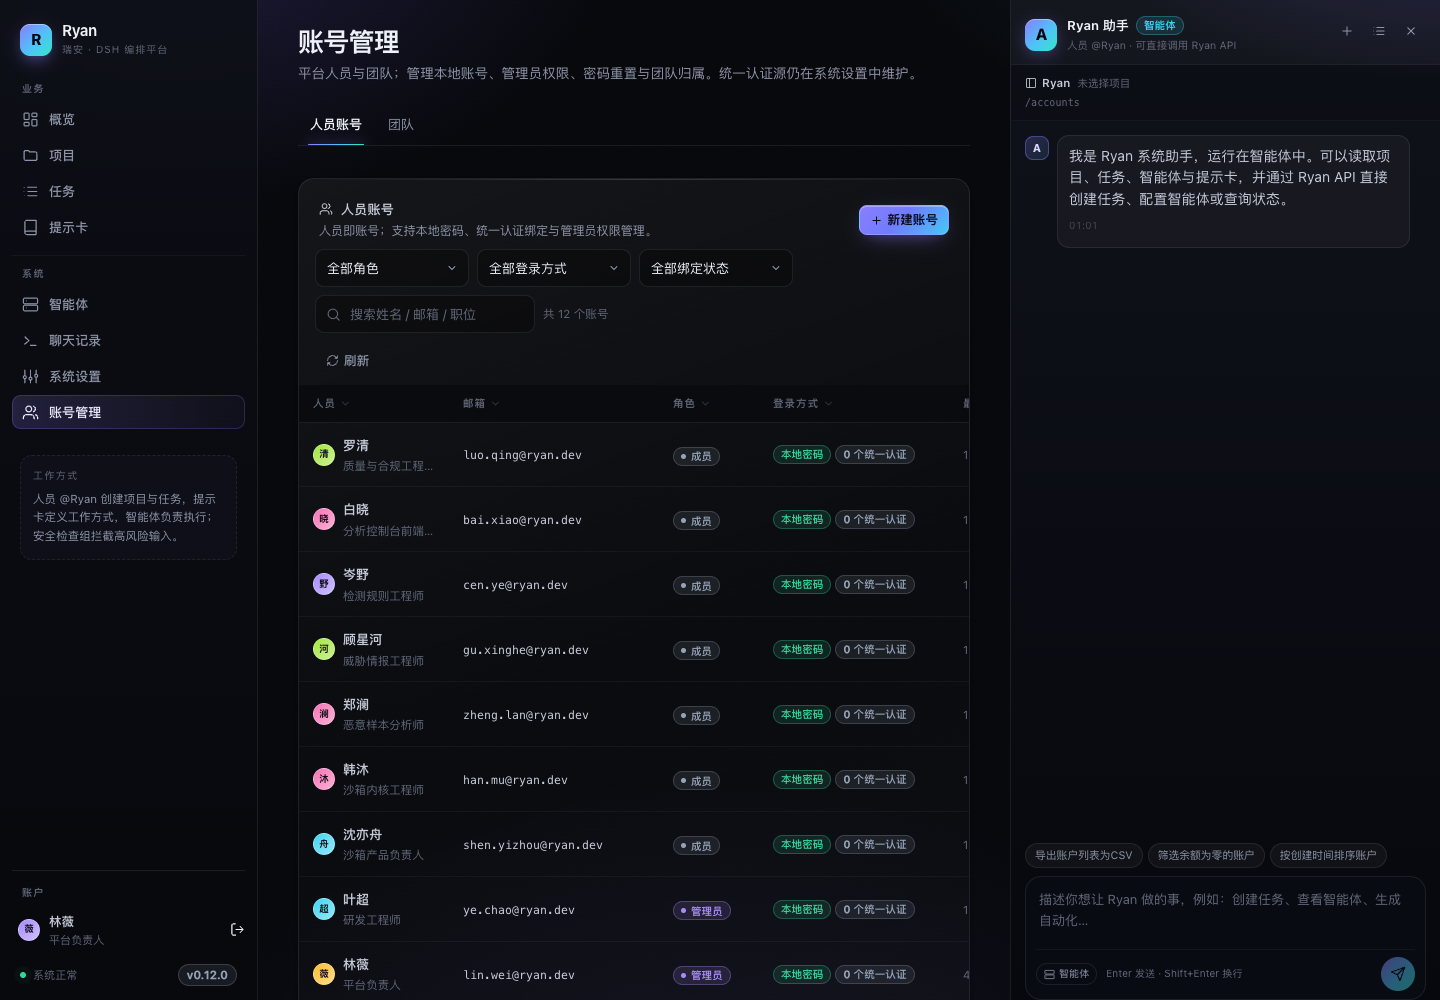 R
Ryan
瑞安 · DSH 编排平台
业务
概览
项目
任务
提示卡
系统
智能体
聊天记录
系统设置
账号管理
工作方式
人员 @Ryan 创建项目与任务，提示
卡定义工作方式，智能体负责执行；
安全检查组拦截高风险输入。
账户
薇
林薇
平台负责人
系统正常
v0.12.0
账号管理
平台人员与团队；管理本地账号、管理员权限、密码重置与团队归属。统一认证源仍在系统设置中维护。
人员账号
团队
人员账号
人员即账号；支持本地密码、统一认证绑定与管理员权限管理。
新建账号
全部角色
全部登录方式
全部绑定状态
搜索姓名 / 邮箱 / 职位
共 12 个账号
刷新
人员 邮箱 角色 登录方式
清 罗清 luo.qing@ryan.dev 成员 本地密码 0 个统一认证 1
质量与合规工程...
晓 白晓 bai.xiao@ryan.dev 成员 本地密码 0 个统一认证 1
分析控制台前端...
野 岑野 cen.ye@ryan.dev 成员 本地密码 0 个统一认证 1
检测规则工程师
河 顾星河 gu.xinghe@ryan.dev 成员 本地密码 0 个统一认证 1
威胁情报工程师
澜 郑澜 zheng.lan@ryan.dev 成员 本地密码 0 个统一认证 1
恶意样本分析师
沐 韩沐 han.mu@ryan.dev 成员 本地密码 0 个统一认证 1
沙箱内核工程师
舟 沈亦舟 shen.yizhou@ryan.dev 成员 本地密码 0 个统一认证 1
沙箱产品负责人
超 叶超 ye.chao@ryan.dev 管理员 本地密码 0 个统一认证 1
研发工程师
薇 林薇 lin.wei@ryan.dev 管理员 本地密码 0 个统一认证 4
平台负责人
A
Ryan 助手 智能体
人员 @Ryan · 可直接调用 Ryan API
Ryan 未选择项目
/accounts
A
我是 Ryan 系统助手，运行在智能体中。可以读取项
目、任务、智能体与提示卡，并通过 Ryan API 直接
创建任务、配置智能体或查询状态。
01:01
导出账户列表为CSV
筛选余额为零的账户
按创建时间排序账户
描述你想让 Ryan 做的事，例如：创建任务、查看智能体、生成
自动化...
智能体
Enter 发送 · Shift+Enter 换行